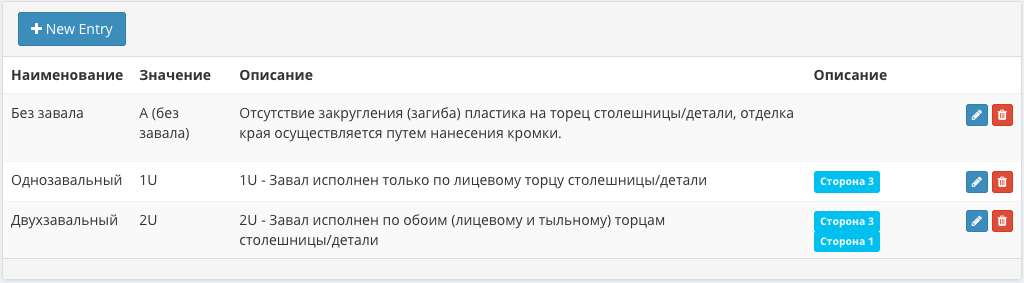 New Entry
Наименование Значение Описание Описание
Без завала А (без Отсутствие закругления (загиба) пластика на торец столешницы/детали, отделка
завала) края осуществляется путем нанесения кромки.
Однозавальный 1U 1U - Завал исполнен только по лицевому торцу столешницы/детали Сторона 3
Двухзавальный 2U 2U - Завал исполнен по обоим (лицевому и тыльному) торцам Сторона 3
столешницы/детали Сторона 1